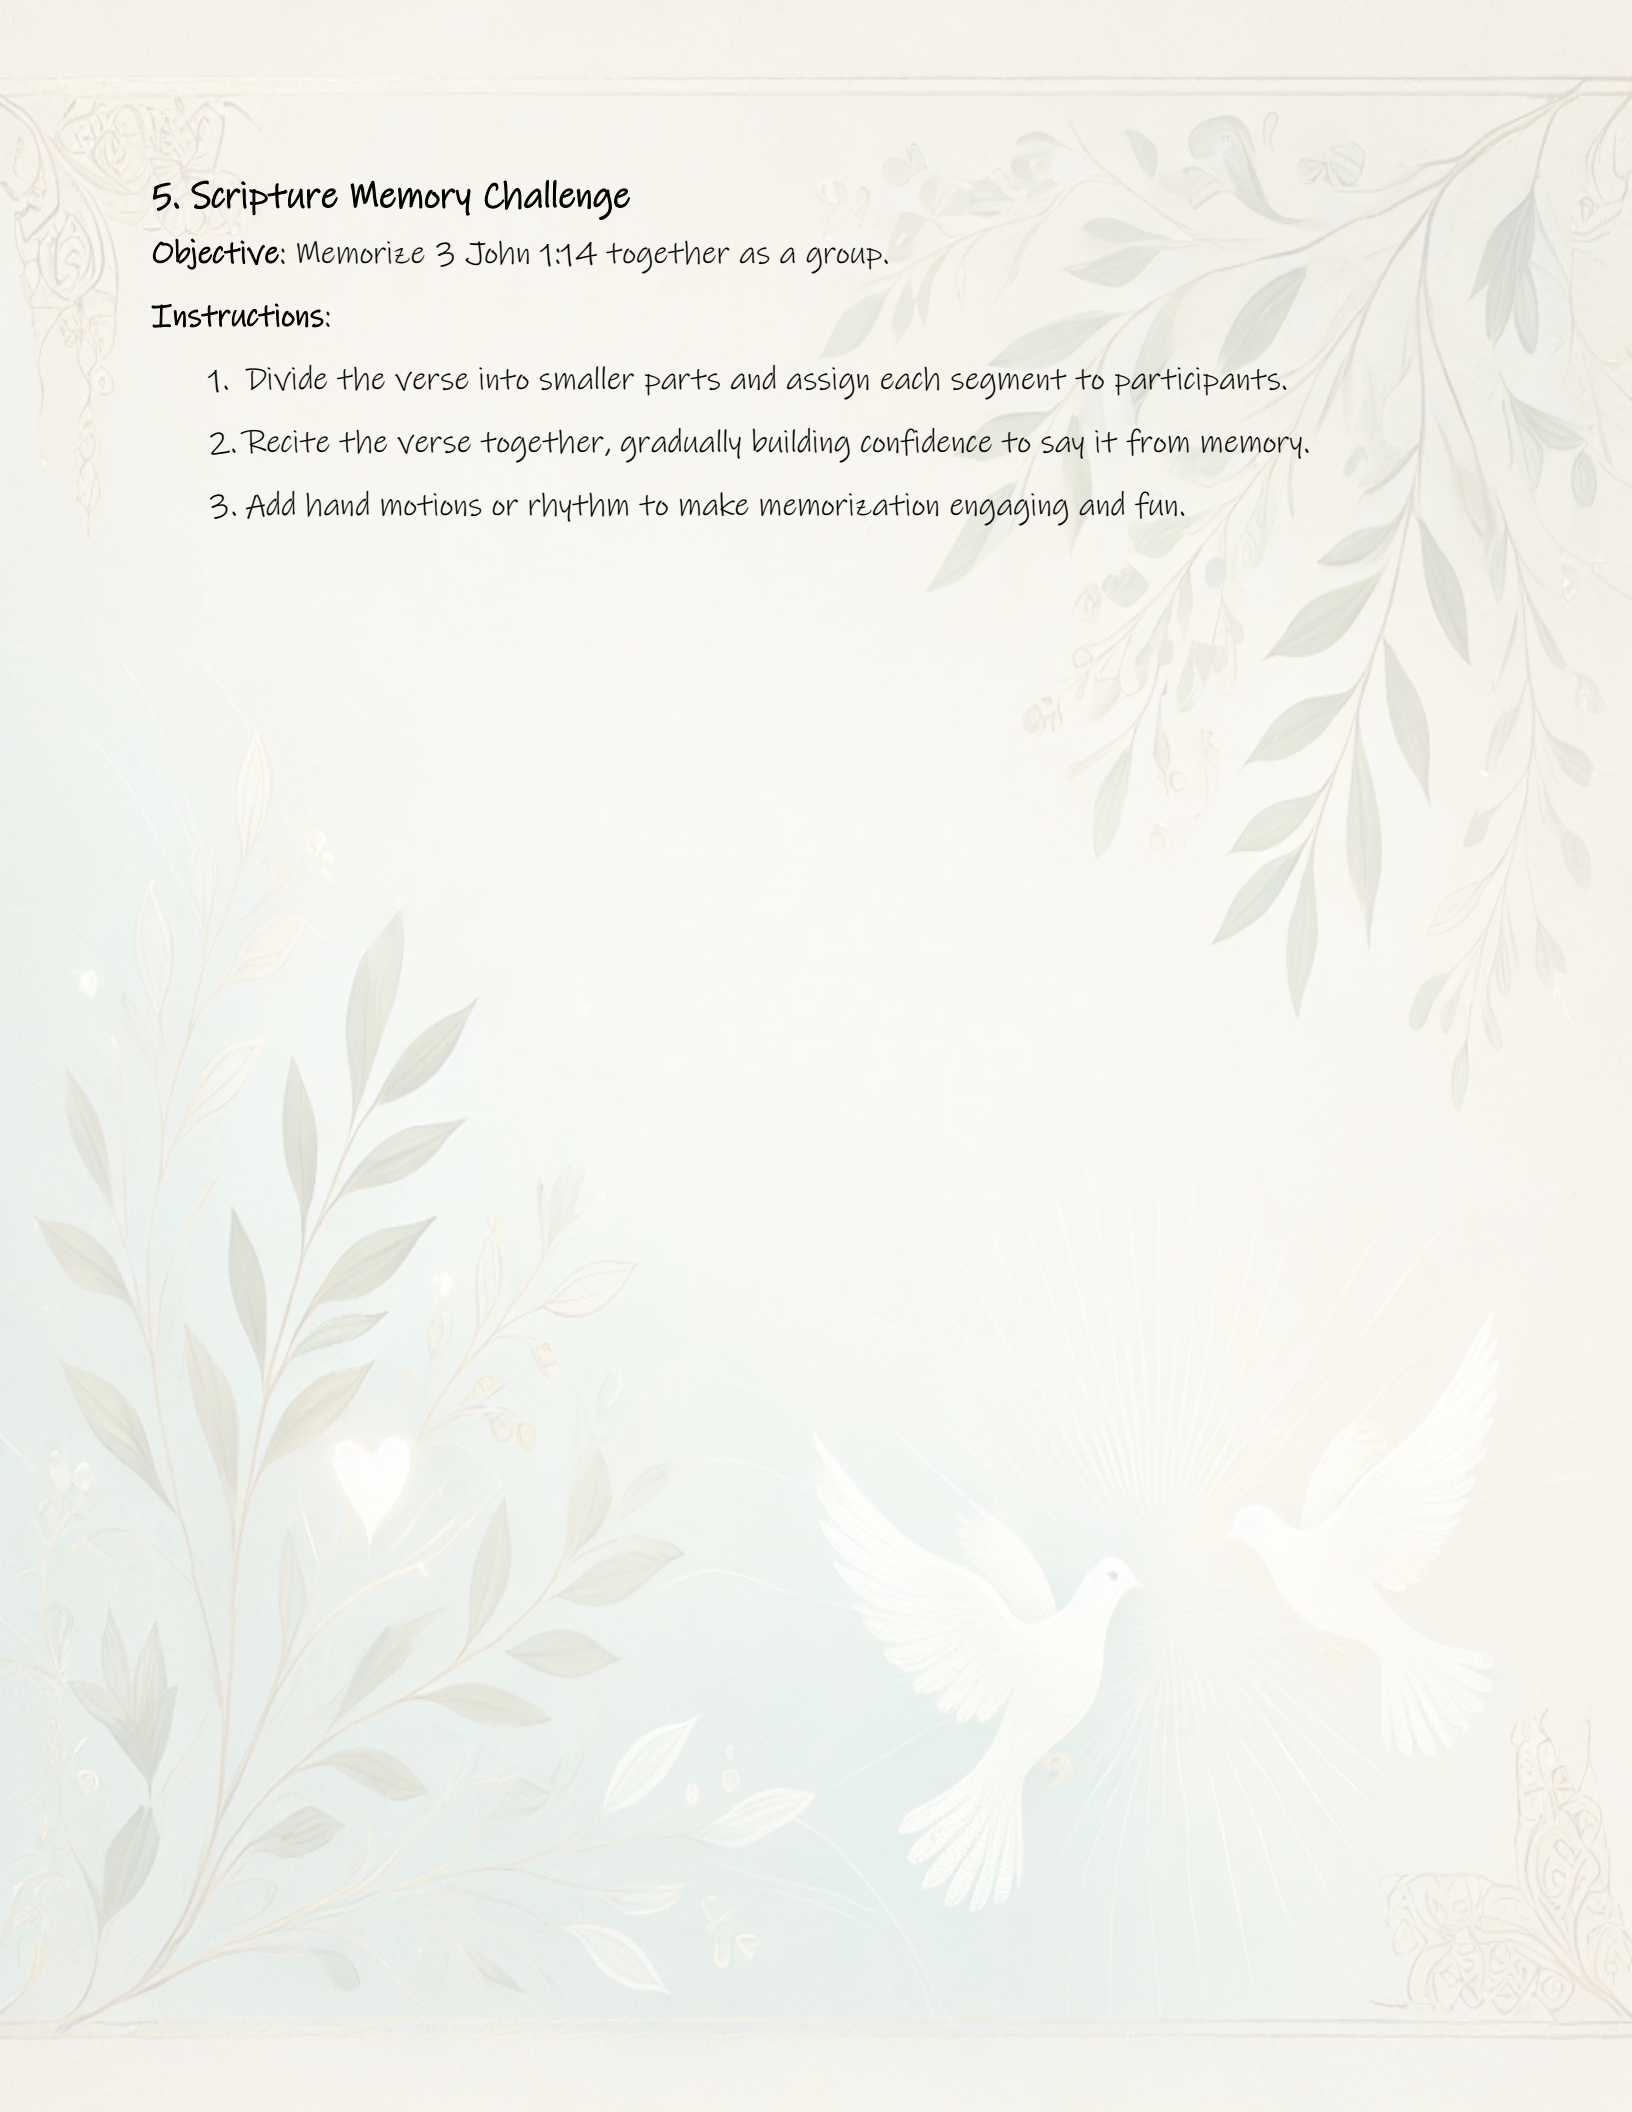 5. Scripture Memory Challenge
Objective: Memorize 3 John 1:14 together as a group.
Instructions:
1. Divide the verse into smaller parts and assign each segment to participants.
2. Recite the verse together, gradually building confidence to say it from memory.
3. Add hand motions or rhythm to make memorization engaging and fun.